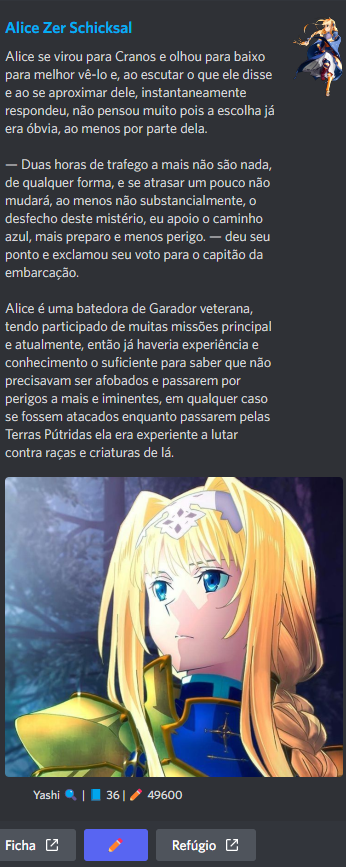 Alice Zer Schicksal
Alice se virou para Cranos e olhou para baixo
para melhor vê-lo e, ao escutar o que ele disse
e ao se aproximar dele, instantaneamente
respondeu, não pensou muito pois a escolha já
era óbvia, ao menos por parte dela.
— Duas horas de trafego a mais não são nada,
de qualquer forma, e se atrasar um pouco não
mudará, ao menos não substancialmente, o
desfecho deste mistério, eu apoio o caminho
azul, mais preparo e menos perigo. — deu seu
ponto e exclamou seu voto para o capitão da
embarcação.
Alice é uma batedora de Garador veterana,
tendo participado de muitas missões principal
e atualmente, então já haveria experiência e
conhecimento o suficiente para saber que não
precisavam ser afobados e passarem por
perigos a mais e iminentes, em qualquer caso
se fossem atacados enquanto passarem pelas
Terras Pútridas ela era experiente a lutar
contra raças e criaturas de lá.
Yashi | 36 | 49600
Ficha
Refúgio